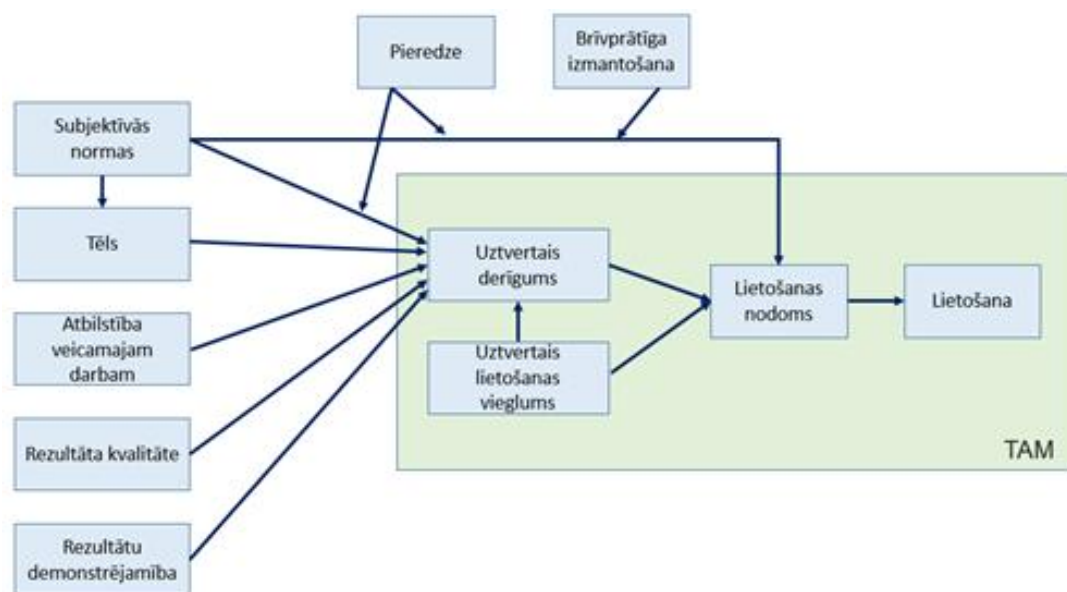 Pieredze
Brīvprātīga
izmantošana
Subjektīvās
normas
Tēls
Uztvertais
derīgums
Lietošanas
nodoms
Lietošana
Atbilstība
veicamajam
darbam
Uztvertais
lietošanas
vieglums
Rezultāta kvalitāte
TAM
Rezultātu
demonstrējamība